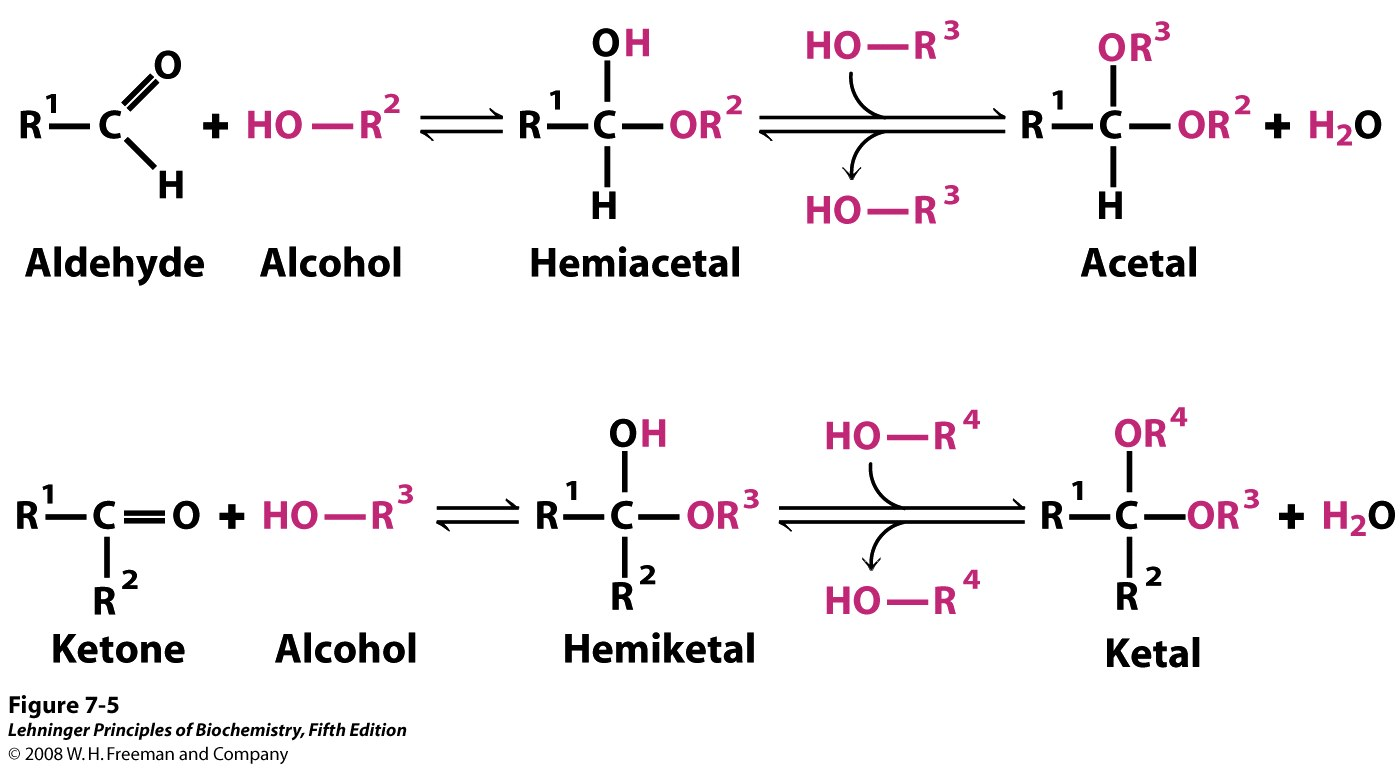 OH HO—R³ OR³
O
R¹—C + HO—R² R¹—C—OR² R¹—C—OR² + H₂O
H H H
HO—R³
Aldehyde Alcohol Hemiacetal Acetal
OH HO—R⁴ OR⁴
R¹—C=O + HO—R³ R¹—C—OR³ R¹—C—OR³ + H₂O
R² R² HO—R⁴ R²
Ketone Alcohol Hemiketal Ketal
Figure 7-5
Lehninger Principles of Biochemistry, Fifth Edition
© 2008 W. H. Freeman and Company